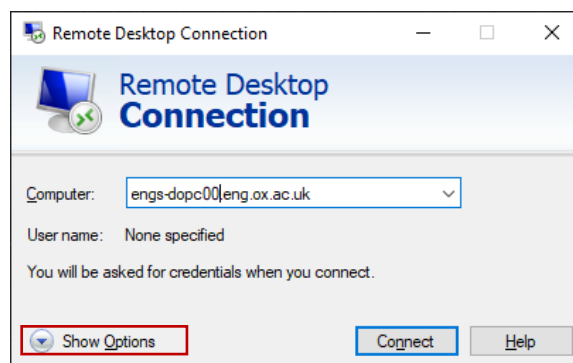 Remote Desktop Connection
Remote Desktop
Connection
Computer: engs-dopc00.eng.ox.ac.uk
User name: None specified
You will be asked for credentials when you connect.
Show Options Connect Help